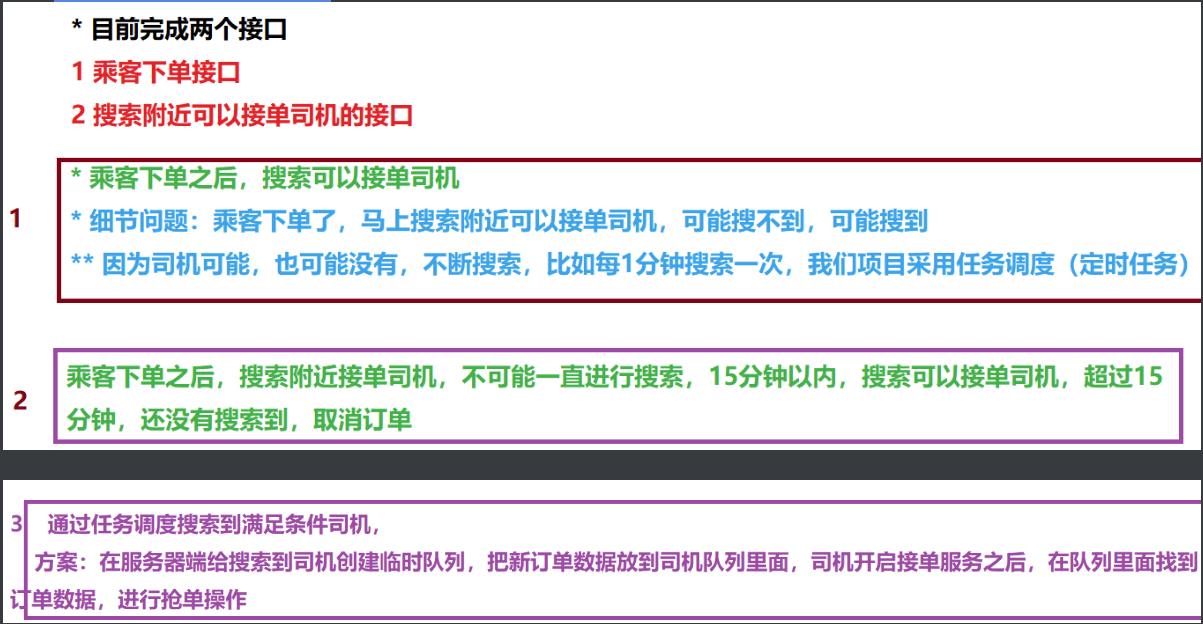 * 目前完成两个接口
1 乘客下单接口
2 搜索附近可以接单司机的接口
* 乘客下单之后，搜索可以接单司机
1
* 细节问题：乘客下单了，马上搜索附近可以接单司机，可能搜不到，可能搜到
** 因为司机可能，也可能没有，不断搜索，比如每1分钟搜索一次，我们项目采用任务调度（定时任务）
乘客下单之后，搜索附近接单司机，不可能一直进行搜索，15分钟以内，搜索可以接单司机，超过15
2
分钟，还没有搜索到，取消订单
3 通过任务调度搜索到满足条件司机，
方案：在服务器端给搜索到司机创建临时队列，把新订单数据放到司机队列里面，司机开启接单服务之后，在队列里面找到
订单数据，进行抢单操作